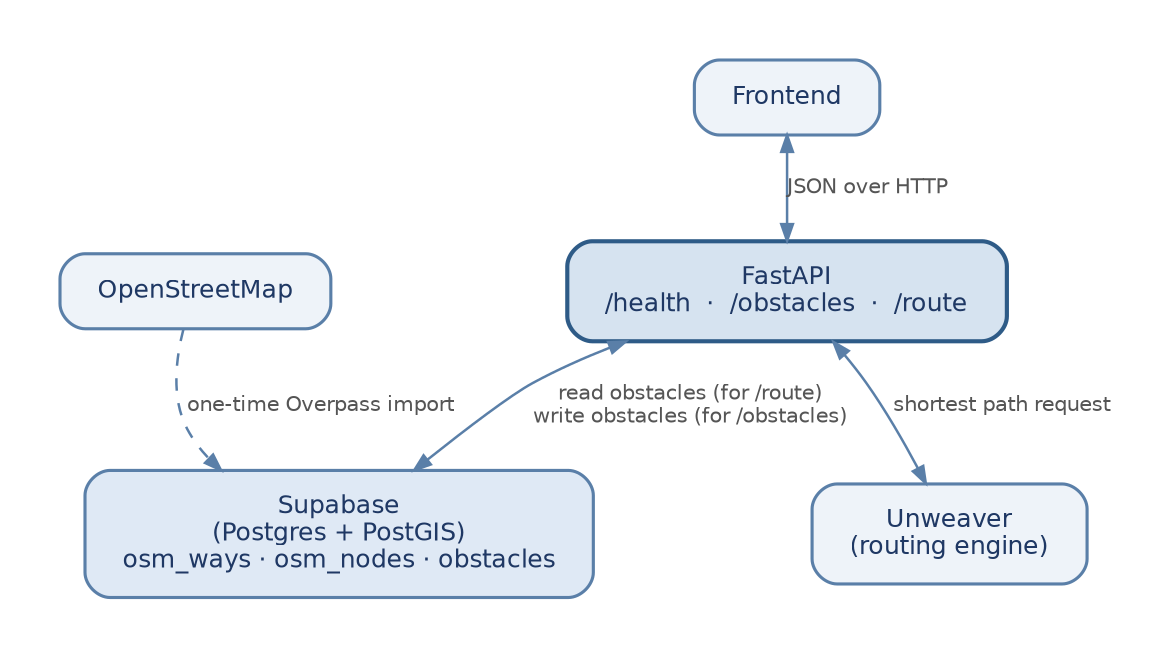 Frontend
JSON over HTTP
FastAPI
/health · /obstacles · /route
OpenStreetMap
one-time Overpass import
read obstacles (for /route)
write obstacles (for /obstacles)
shortest path request
Supabase
(Postgres + PostGIS)
osm_ways · osm_nodes · obstacles
Unweaver
(routing engine)